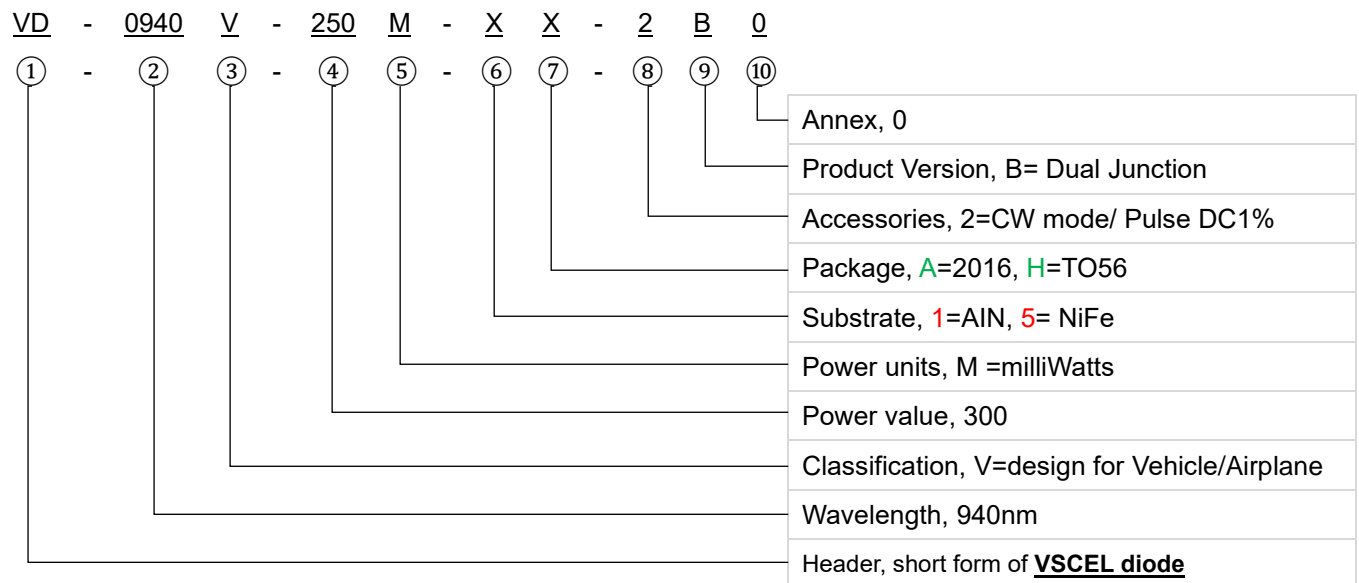 VD - 0940 V - 250 M - X X - 2 B 0
① - ② ③ - ④ ⑤ - ⑥ ⑦ - ⑧ ⑨ ⑩
Annex, 0
Product Version, B= Dual Junction
Accessories, 2=CW mode/ Pulse DC1%
Package, A=2016, H=TO56
Substrate, 1=AIN, 5= NiFe
Power units, M =milliWatts
Power value, 300
Classification, V=design for Vehicle/Airplane
Wavelength, 940nm
Header, short form of VSCEL diode